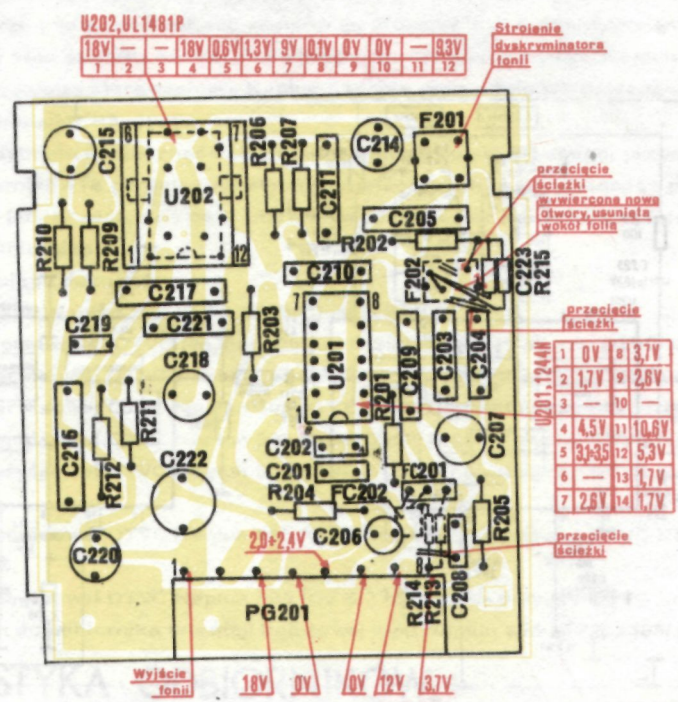 U202,UL1481P
18V — — 18V 0,6V 1,3V 9V 0,1V 0V 0V — 9,3V
1 2 3 4 5 6 7 8 9 10 11 12
Strolenie
dyskryminatora
fonii
C215
6
7
U202
1
12
R206
R207
C211
C214
F201
przecięcie
ścieżki
wywiercone nowe
otwory, usunięta
wokół folia
C205
R202
R210
R209
C210
F202
C223
R215
C217
C221
C219
R203
7
8
U201
1
C209
C203
C204
przecięcie
ścieżki
U201,1244N
1 0V 8 3,7V
2 1,7V 9 2,6V
3 — 10 —
4 4,5V 11 10,6V
5 3,1÷3,5 12 5,3V
6 — 13 1,7V
7 2,6V 14 1,7V
C218
R201
C207
C216
R212
R211
C202
C201
C222
R204
FC202
FC201
C206
R205
C220
2,0÷2,4V
przecięcie
ścieżki
1
PG201
R214
R213
C208
Wyjście
fonii
18V
0V
0V
12V
3,7V
STYKA